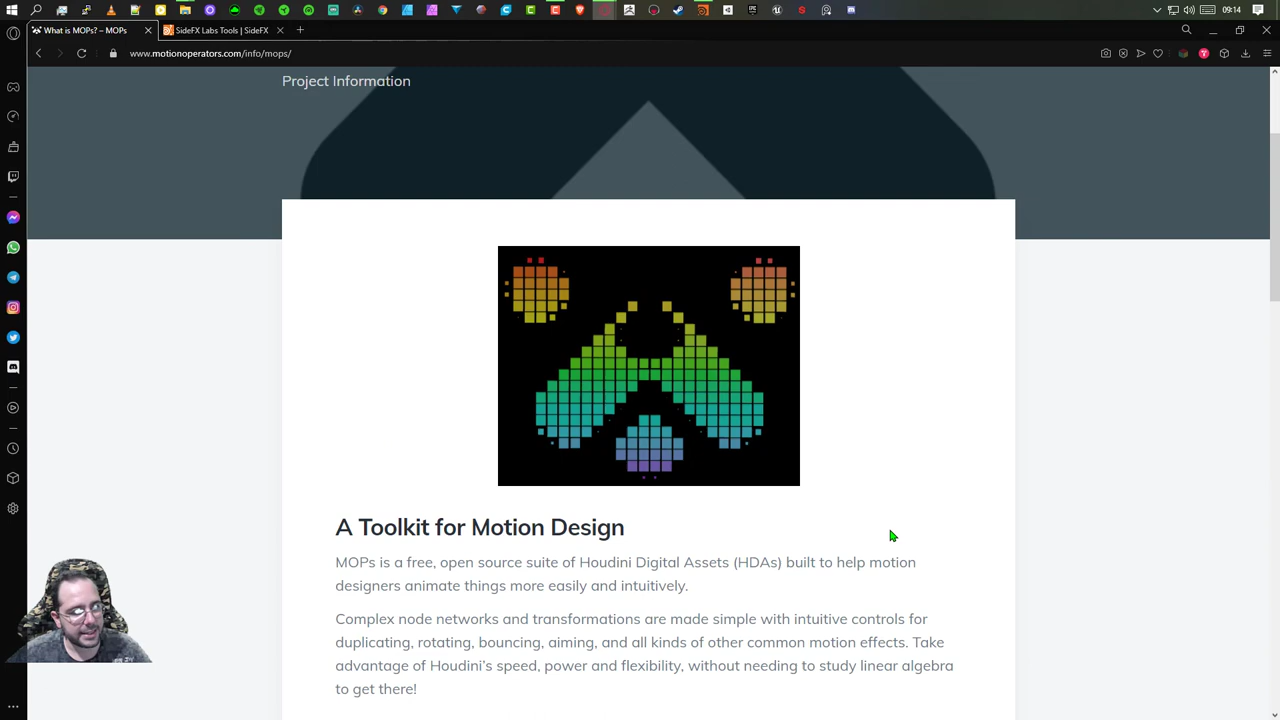 09:14
What is MOPs? – MOPs
SideFX Labs Tools | SideFX
www.motionoperators.com/info/mops/
Project Information
A Toolkit for Motion Design
MOPs is a free, open source suite of Houdini Digital Assets (HDAs) built to help motion
designers animate things more easily and intuitively.
Complex node networks and transformations are made simple with intuitive controls for
duplicating, rotating, bouncing, aiming, and all kinds of other common motion effects. Take
advantage of Houdini’s speed, power and flexibility, without needing to study linear algebra
to get there!